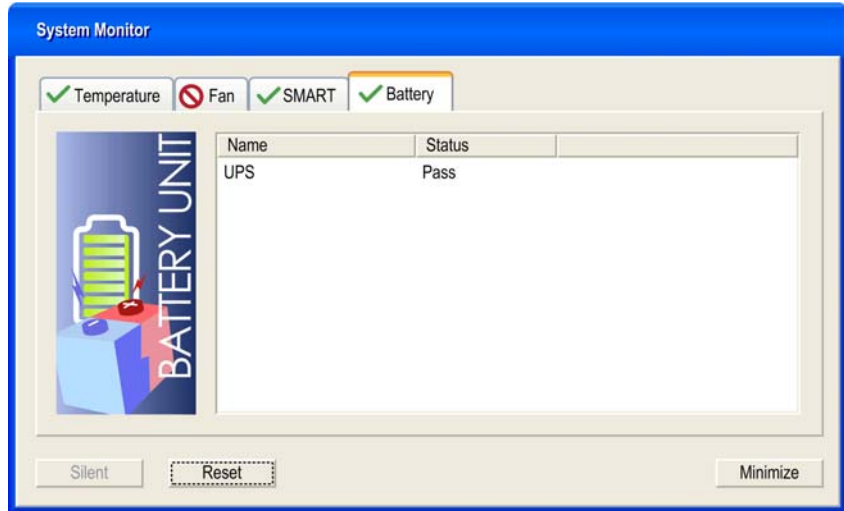 System Monitor
Temperature Fan SMART Battery
BATTERY UNIT
Name Status
UPS Pass
Silent Reset Minimize